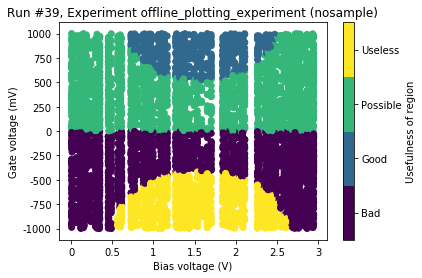 Run #39, Experiment offline_plotting_experiment (nosample)
1000
750
500
250
0
-250
-500
-750
-1000
Gate voltage (mV)
0
0.5
1
1.5
2
2.5
3
Bias voltage (V)
Useless
Possible
Good
Bad
Usefulness of region